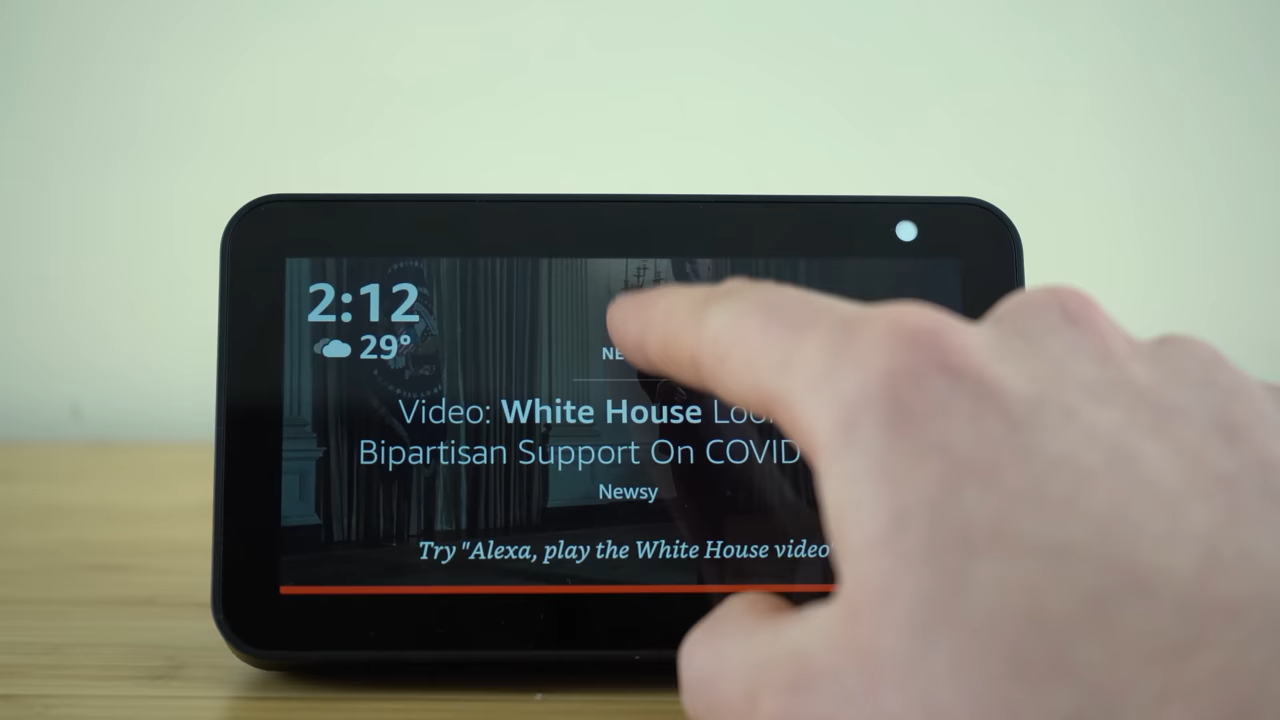 2:12
29°
Video: White House
Bipartisan Support On COVID
Newsy
Try "Alexa, play the White House video"